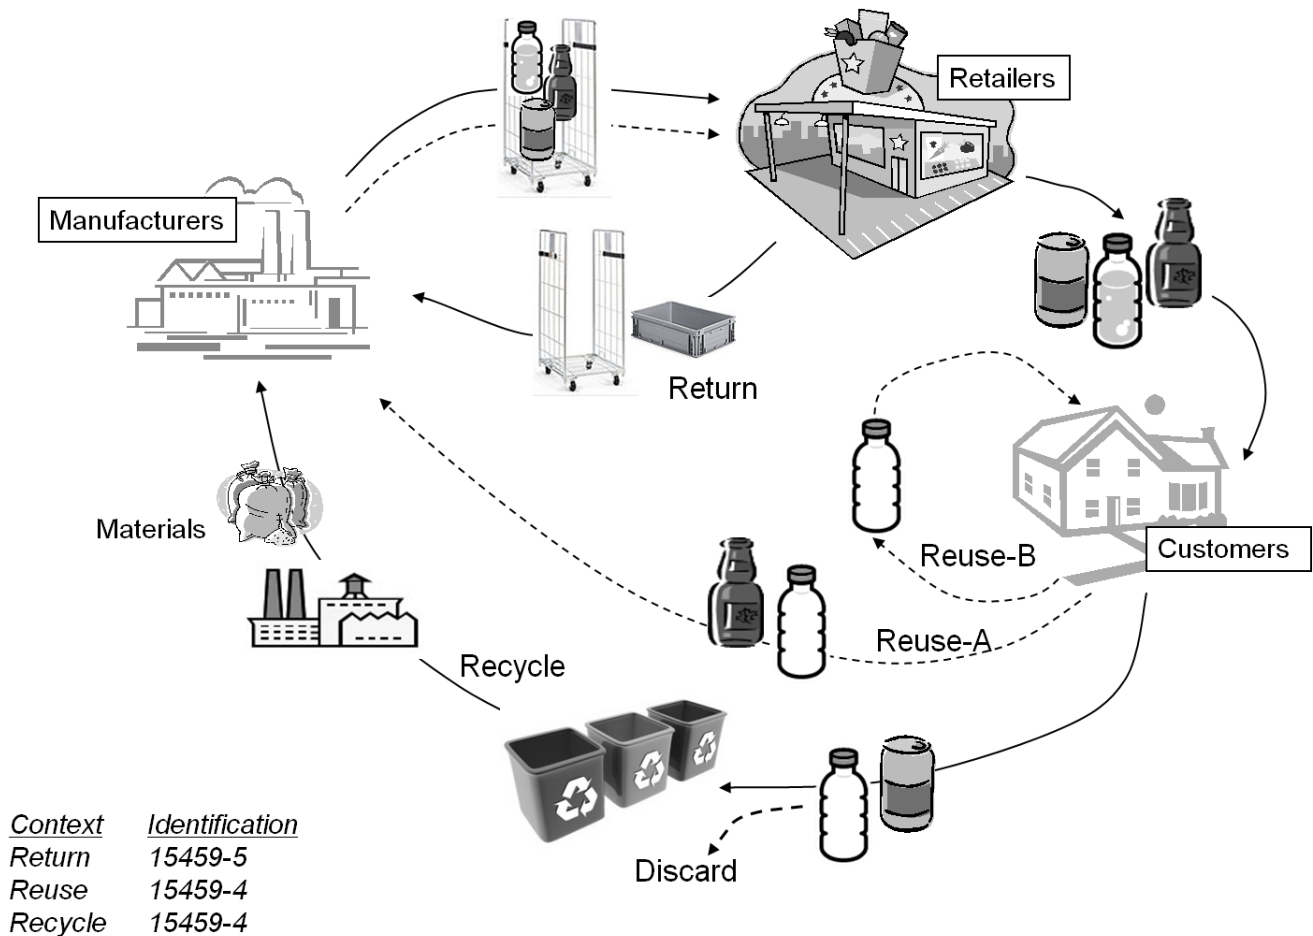 Retailers
Manufacturers
Return
Materials
Reuse-B
Customers
Reuse-A
Recycle
Discard
Context Identification
Return 15459-5
Reuse 15459-4
Recycle 15459-4